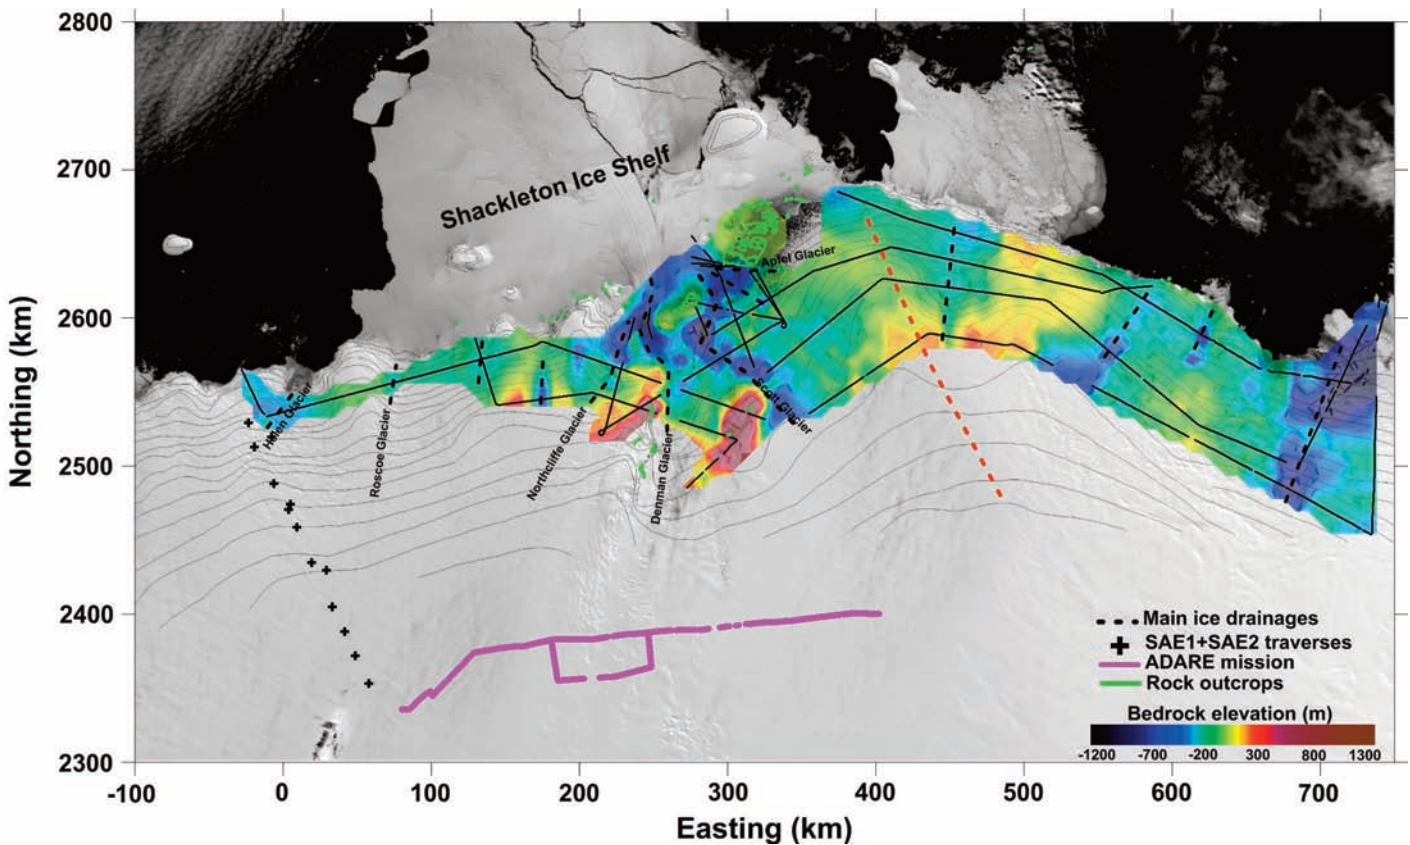 2800
2700
2600
2500
2400
2300
Northing (km)
Shackleton Ice Shelf
Apfel Glacier
Helen Glacier
Roscoe Glacier
Northcliffe Glacier
Denman Glacier
Scott Glacier
Main ice drainages
SAE1+SAE2 traverses
ADARE mission
Rock outcrops
Bedrock elevation (m)
-1200 -700 -200 300 800 1300
-100 0 100 200 300 400 500 600 700
Easting (km)